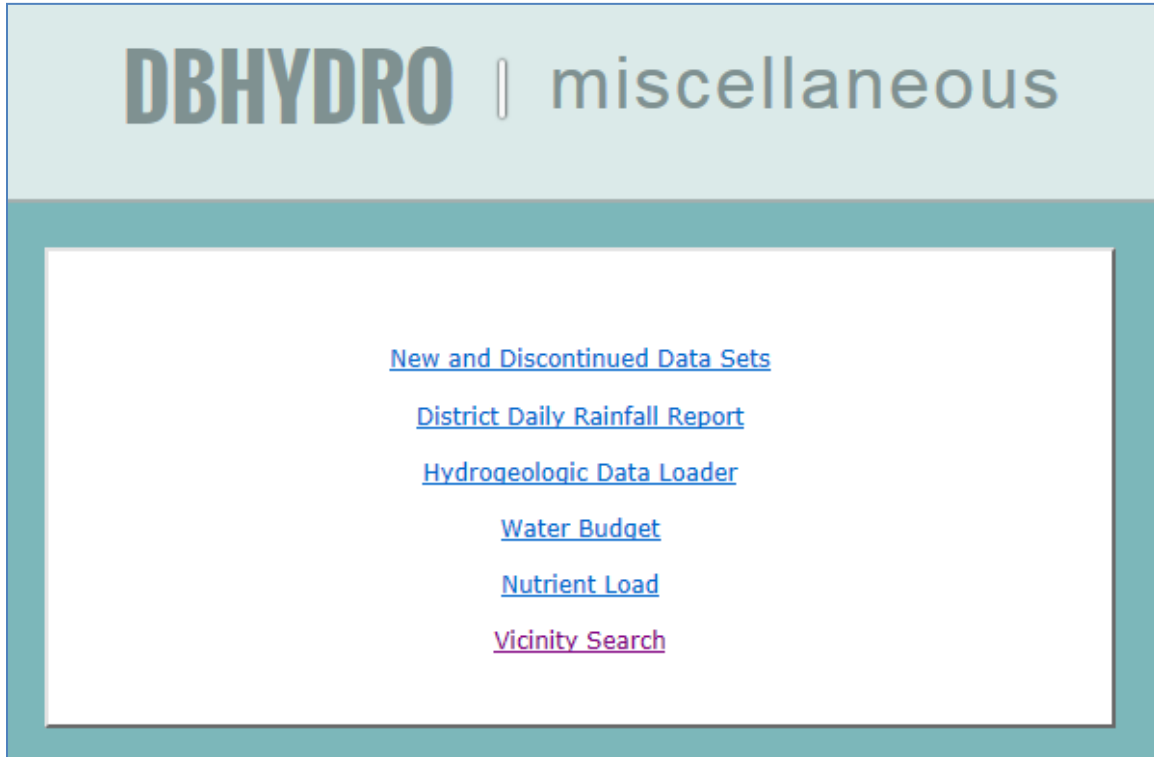 DBHYDRO | miscellaneous
New and Discontinued Data Sets
District Daily Rainfall Report
Hydrogeologic Data Loader
Water Budget
Nutrient Load
Vicinity Search